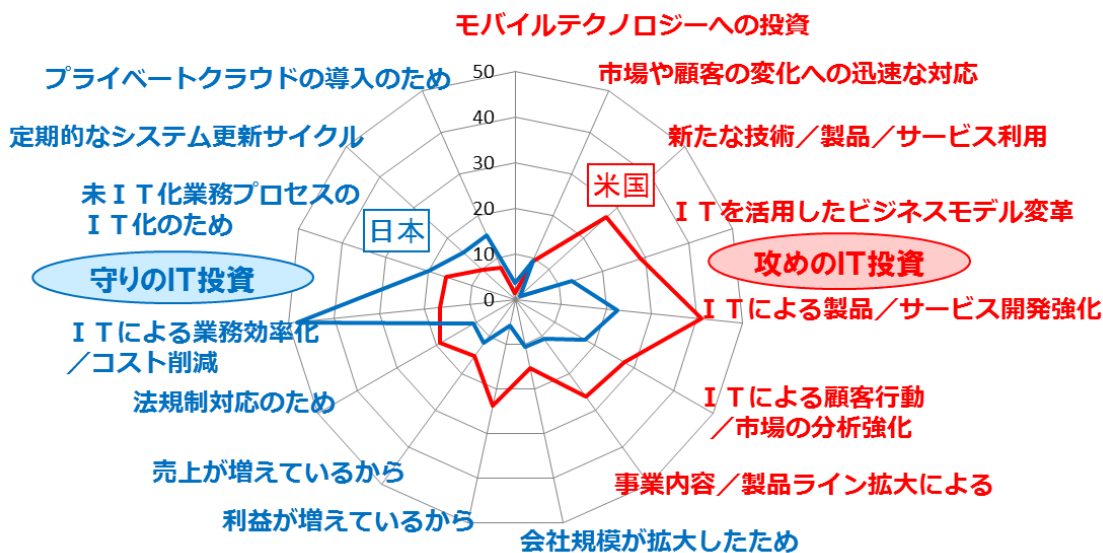 モバイルテクノロジーへの投資
プライベートクラウドの導入のため
市場や顧客の変化への迅速な対応
定期的なシステム更新サイクル
新たな技術／製品／サービス利用
未ＩＴ化業務プロセスの
ＩＴ化のため
ＩＴを活用したビジネスモデル変革
50
40
30
20
10
0
米国
日本
守りのIT投資
攻めのIT投資
ＩＴによる業務効率化
／コスト削減
ＩＴによる製品／サービス開発強化
法規制対応のため
ＩＴによる顧客行動
／市場の分析強化
売上が増えているから
事業内容／製品ライン拡大による
利益が増えているから
会社規模が拡大したため